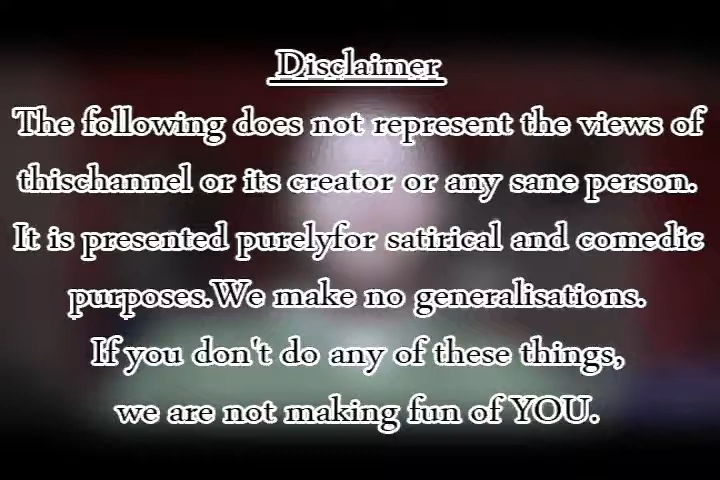 Disclaimer
The following does not represent the views of
thischannel or its creator or any sane person.
It is presented purelyfor satirical and comedic
purposes.We make no generalisations.
If you don't do any of these things,
we are not making fun of YOU.